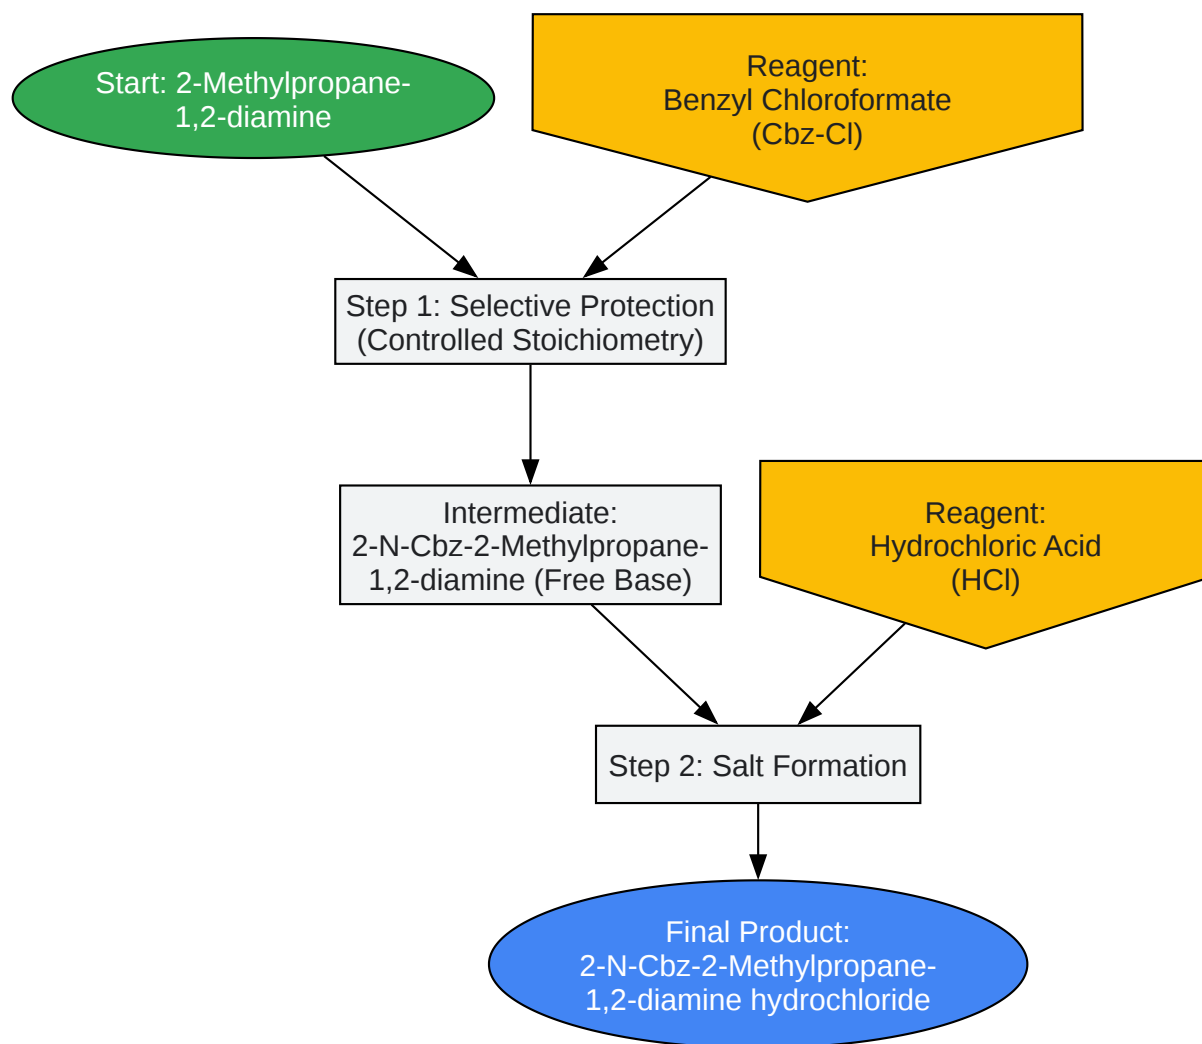 Start: 2-Methylpropane-
1,2-diamine
Reagent:
Benzyl Chloroformate
(Cbz-Cl)
Step 1: Selective Protection
(Controlled Stoichiometry)
Intermediate:
2-N-Cbz-2-Methylpropane-
1,2-diamine (Free Base)
Reagent:
Hydrochloric Acid
(HCl)
Step 2: Salt Formation
Final Product:
2-N-Cbz-2-Methylpropane-
1,2-diamine hydrochloride